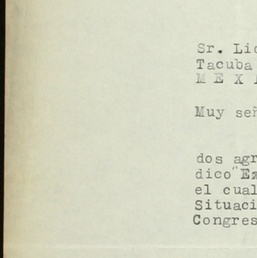 Sr. Lic
Tacuba
M E X I
Muy señ
dos agr
dico "Ex
el cual
Situaci
Congres